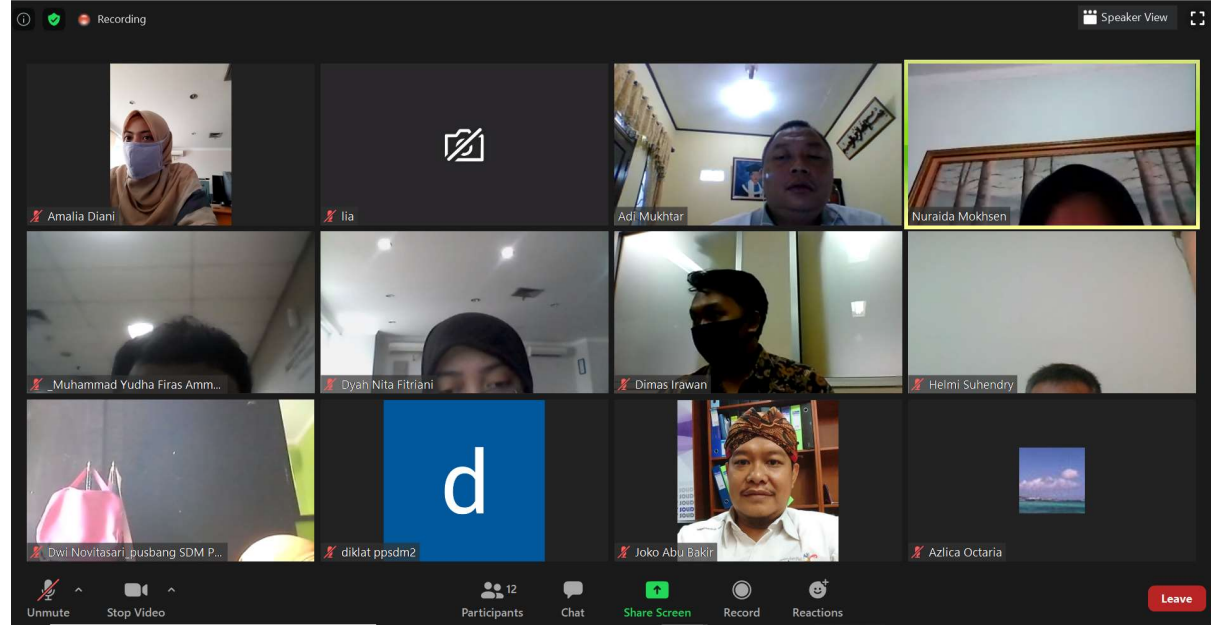 Recording
Speaker View
Amalia Diani
lia
Adi Mukhtar
Nuraida Mokhsen
_Muhammad Yudha Firas Amm...
Dyah Nita Fitriani
Dimas Irawan
Helmi Suhendry
Dwi Novitasari_pusbang SDM P...
d
diklat ppsdm2
Joko Abu Bakir
Azlica Octaria
Unmute
Stop Video
12
Participants
Chat
Share Screen
Record
Reactions
Leave